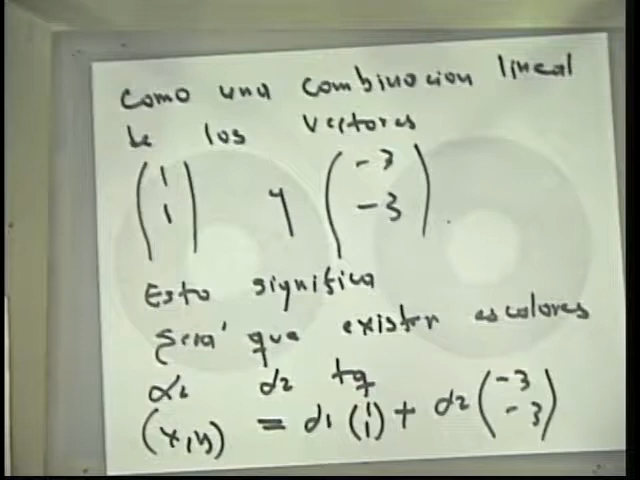 como una combinacion lineal
de los vectores
(1 1) y (-3 -3).
Esto significa
será que existen escalares
α1 α2 tq
(x,y) = α1 (1 1) + α2 (-3 -3)